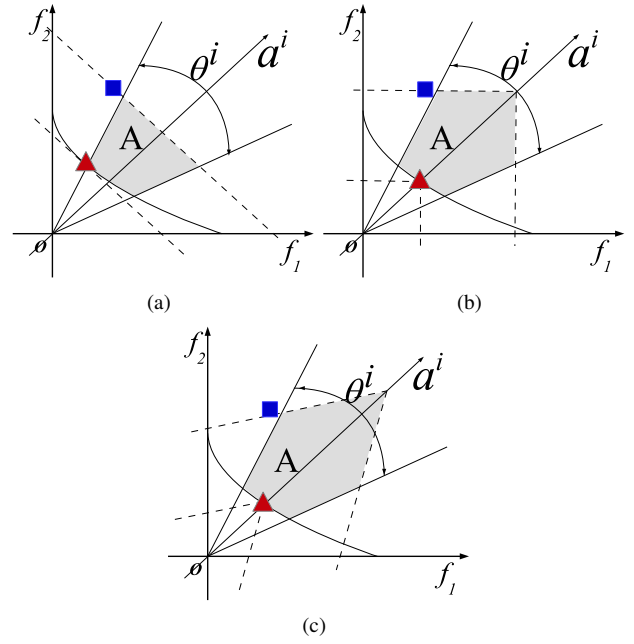 f₂ θⁱ aⁱ
A
o f₁
(a)
f₂ θⁱ aⁱ
A
o f₁
(b)
f₂ θⁱ aⁱ
A
o f₁
(c)